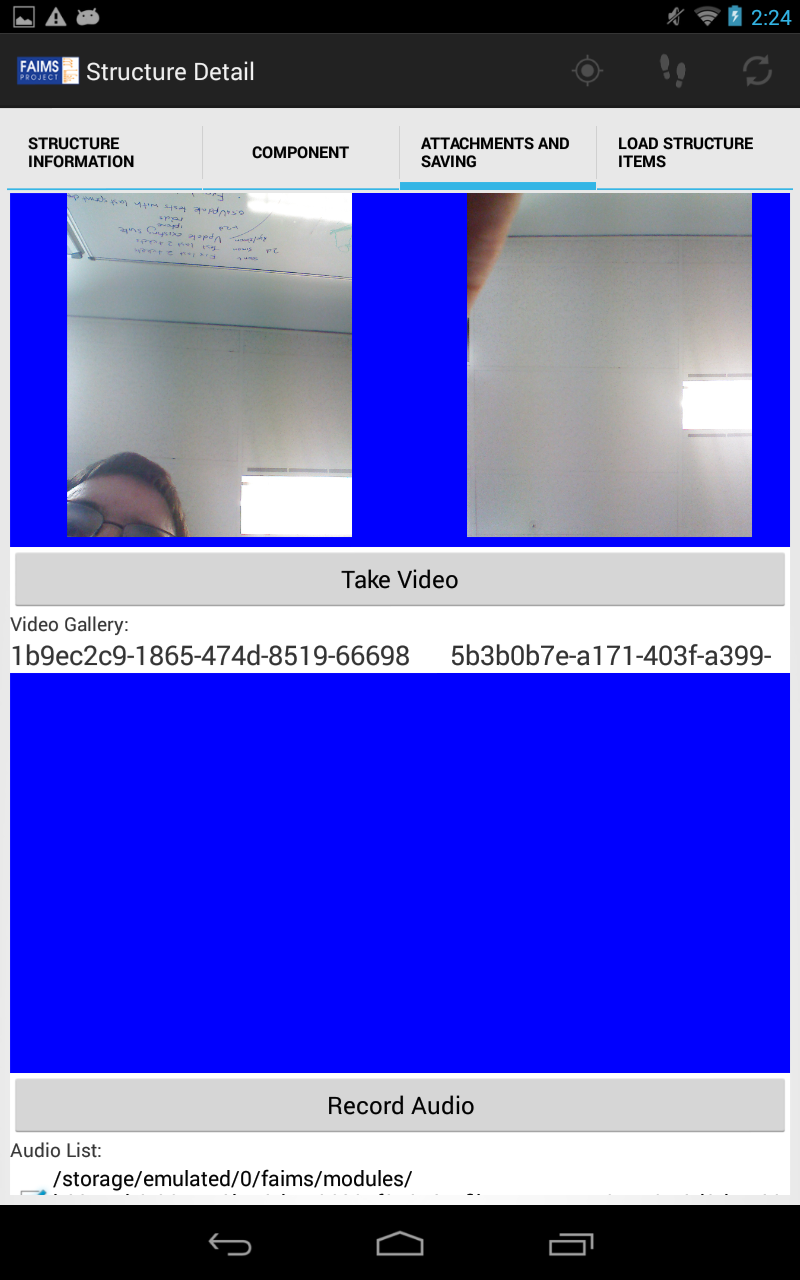 2:24
FAIMS
PROJECT
Structure Detail
STRUCTURE
INFORMATION
COMPONENT
ATTACHMENTS AND
SAVING
LOAD STRUCTURE
ITEMS
Take Video
Video Gallery:
1b9ec2c9-1865-474d-8519-66698
5b3b0b7e-a171-403f-a399-
Record Audio
Audio List:
/storage/emulated/0/faims/modules/